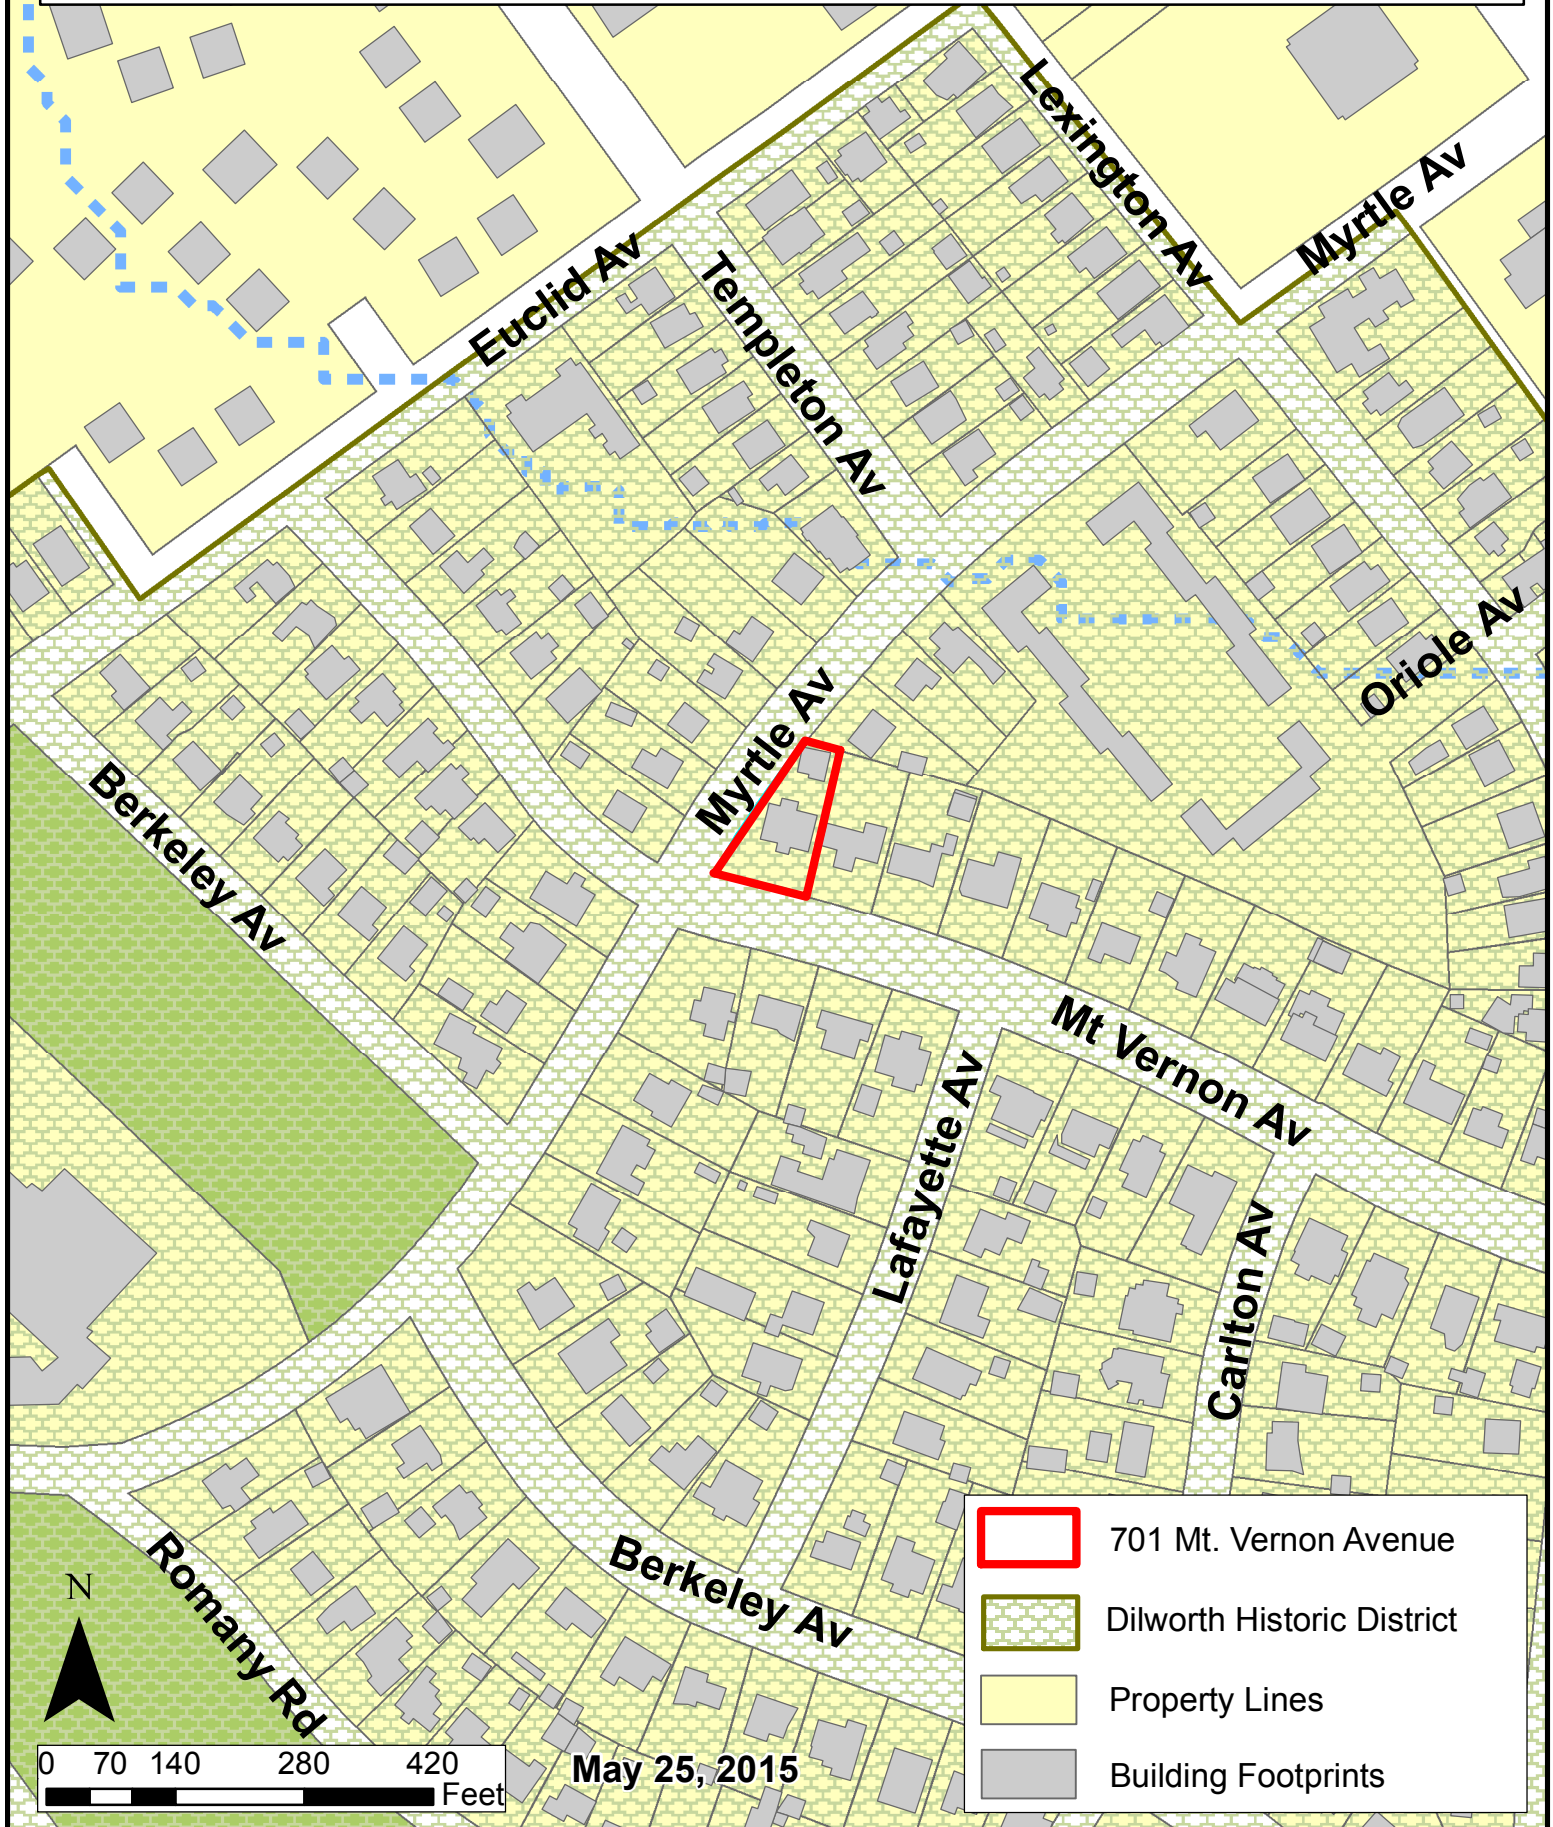 Lexington Av
Myrtle Av
Euclid Av
Templeton Av
Oriole Av
Myrtle Av
Berkeley Av
Mt Vernon Av
Lafayette Av
Carlton Av
Romany Rd
Berkeley Av
N
0 70 140 280 420
Feet
May 25, 2015
701 Mt. Vernon Avenue
Dilworth Historic District
Property Lines
Building Footprints